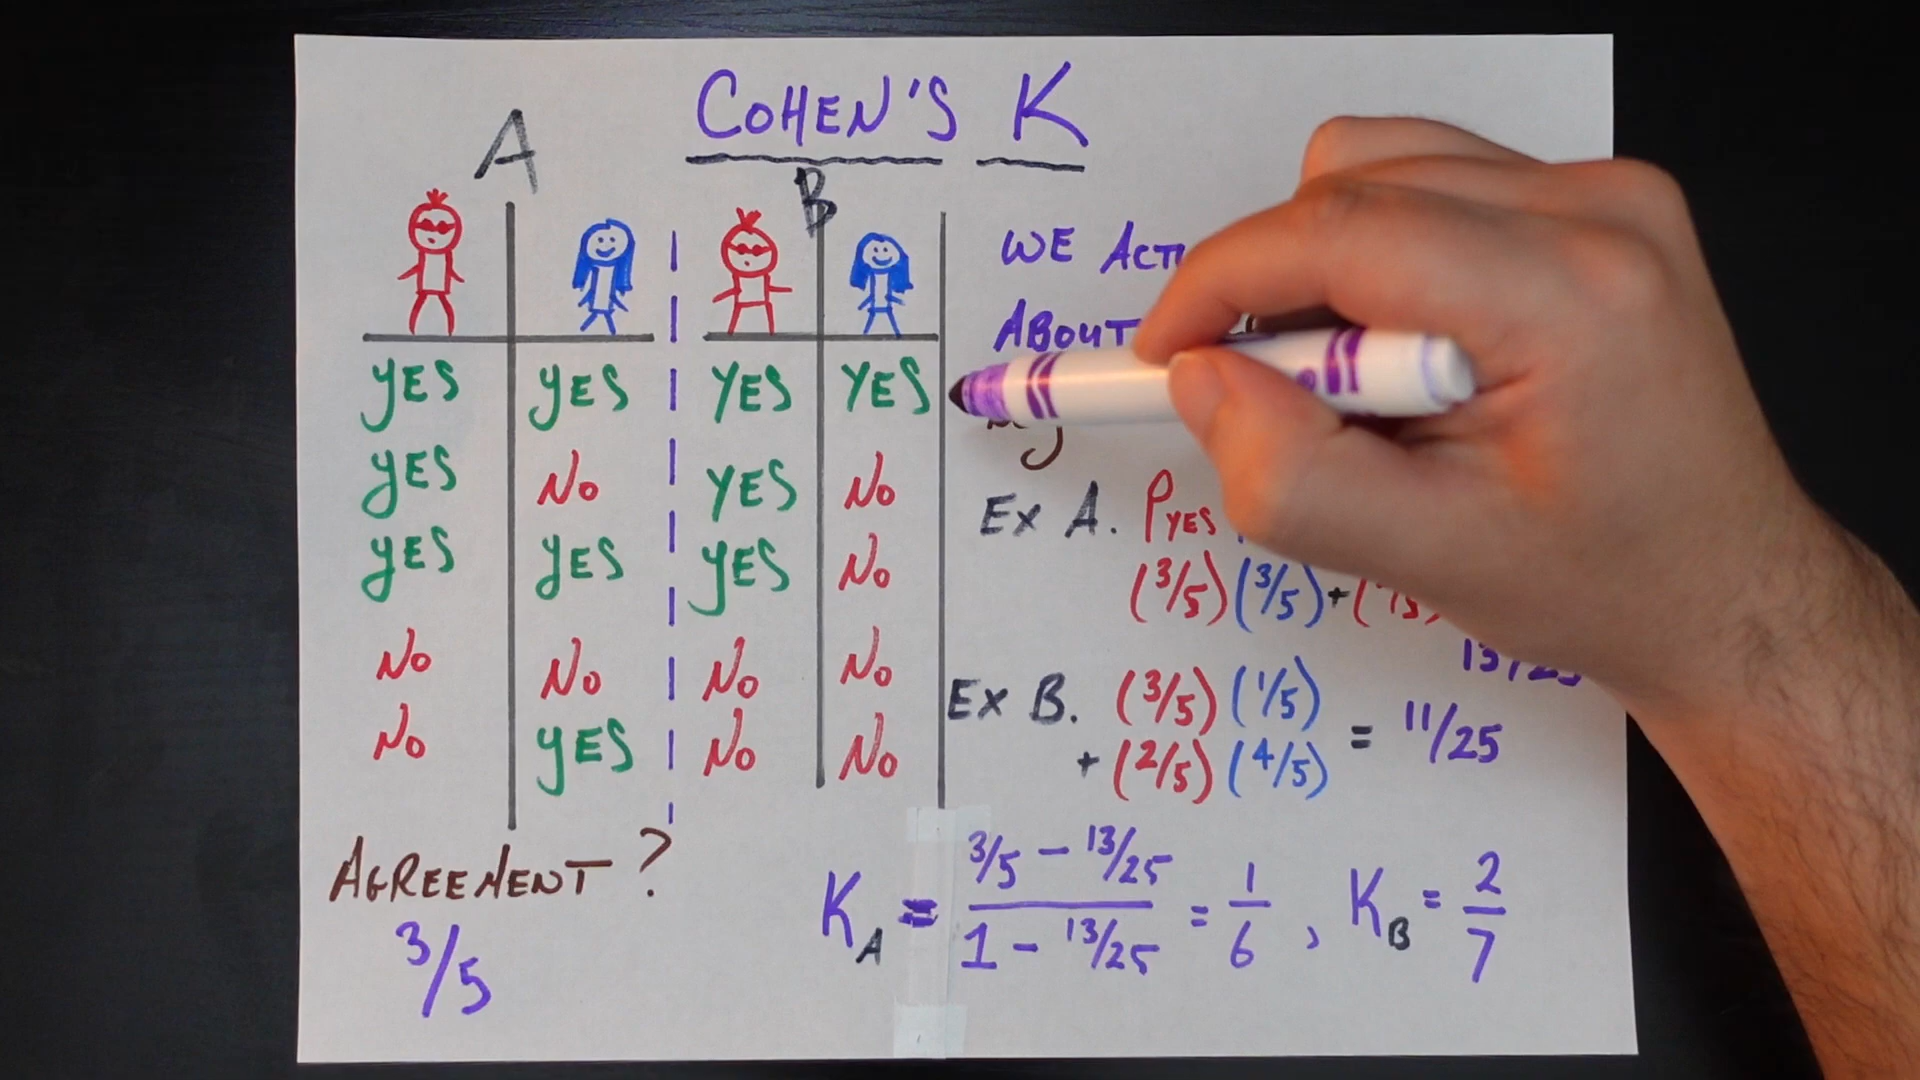 COHEN'S K
A
B
YES YES YES YES
YES NO YES NO
YES YES YES NO
NO NO NO NO
NO YES NO NO
AGREEMENT?
3/5
WE
ABOUT
EX A. PYES
(3/5)(3/5)+(
13/25
EX B. (3/5)(1/5)
+(2/5)(4/5) = 11/25
KA = 3/5 - 13/25 / 1 - 13/25 = 1/6, KB = 2/7